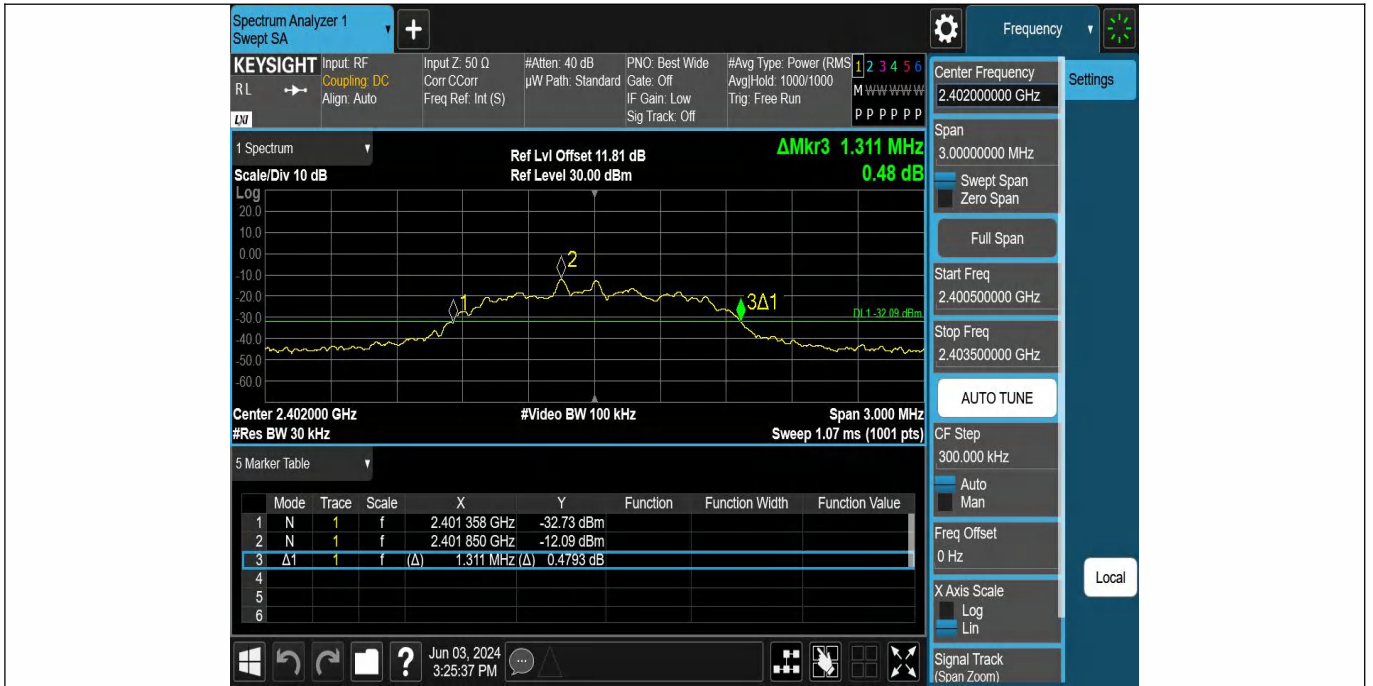 Spectrum Analyzer 1
Swept SA
+
Frequency
KEYSIGHT
RL
LXI
Input: RF
Coupling: DC
Align: Auto
Input Z: 50 Ω
Corr CCorr
Freq Ref: Int (S)
#Atten: 40 dB
µW Path: Standard
PNO: Best Wide
Gate: Off
IF Gain: Low
Sig Track: Off
#Avg Type: Power (RMS
Avg|Hold: 1000/1000
Trig: Free Run
1 2 3 4 5 6
M W W W W W
P P P P P P
1 Spectrum
Scale/Div 10 dB
Ref Lvl Offset 11.81 dB
Ref Level 30.00 dBm
ΔMkr3 1.311 MHz
0.48 dB
Log
20.0
10.0
0.00
-10.0
-20.0
-30.0
-40.0
-50.0
-60.0
1
2
3Δ1
DL1 -32.09 dBm
Center 2.402000 GHz
#Video BW 100 kHz
Span 3.000 MHz
#Res BW 30 kHz
Sweep 1.07 ms (1001 pts)
5 Marker Table
Mode Trace Scale X Y Function Function Width Function Value
1 N 1 f 2.401 358 GHz -32.73 dBm
2 N 1 f 2.401 850 GHz -12.09 dBm
3 Δ1 1 f (Δ) 1.311 MHz (Δ) 0.4793 dB
4
5
6
?
Jun 03, 2024
3:25:37 PM
Center Frequency
2.402000000 GHz
Settings
Span
3.00000000 MHz
Swept Span
Zero Span
Full Span
Start Freq
2.400500000 GHz
Stop Freq
2.403500000 GHz
AUTO TUNE
CF Step
300.000 kHz
Auto
Man
Freq Offset
0 Hz
X Axis Scale
Log
Lin
Signal Track
(Span Zoom)
Local